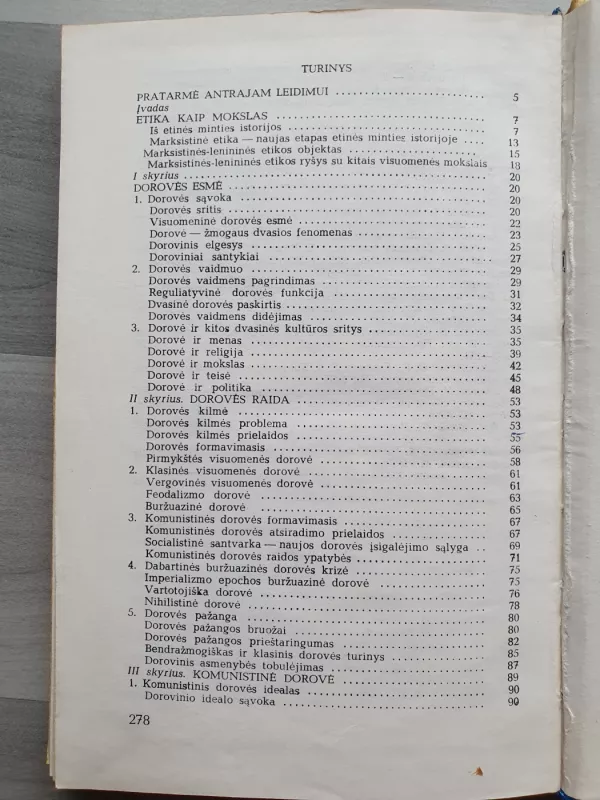 TURINYS
PRATARMĖ ANTRAJAM LEIDIMUI . . . . . 5
Įvadas
ETIKA KAIP MOKSLAS . . . . . 7
Iš etinės minties istorijos . . . . . 7
Marksistinė etika — naujas etapas etinės minties istorijoje . . . . 13
Marksistinės-lenininės etikos objektas . . . . . 15
Marksistinės-lenininės etikos ryšys su kitais visuomenės mokslais 18
I skyrius . . . . . 20
DOROVĖS ESMĖ . . . . . 20
1. Dorovės sąvoka . . . . . 20
Dorovės sritis . . . . . 20
Visuomeninė dorovės esmė . . . . . 22
Dorovė — žmogaus dvasios fenomenas . . . . . 23
Dorovinis elgesys . . . . . 25
Doroviniai santykiai . . . . . 27
2. Dorovės vaidmuo . . . . . 29
Dorovės vaidmens pagrindimas . . . . . 29
Reguliatyvinė dorovės funkcija . . . . . 31
Dvasinė dorovės paskirtis . . . . . 32
Dorovės vaidmens didėjimas . . . . . 34
3. Dorovė ir kitos dvasinės kultūros sritys . . . . . 35
Dorovė ir menas . . . . . 35
Dorovė ir religija . . . . . 39
Dorovė ir mokslas . . . . . 42
Dorovė ir teisė . . . . . 45
Dorovė ir politika . . . . . 48
II skyrius. DOROVĖS RAIDA . . . . . 53
1. Dorovės kilmė . . . . . 53
Dorovės kilmės problema . . . . . 53
Dorovės kilmės prielaidos . . . . . 55
Dorovės formavimasis . . . . . 56
Pirmykštės visuomenės dorovė . . . . . 58
2. Klasinės visuomenės dorovė . . . . . 61
Vergovinės visuomenės dorovė . . . . . 61
Feodalizmo dorovė . . . . . 63
Buržuazinė dorovė . . . . . 65
3. Komunistinės dorovės formavimasis . . . . . 67
Komunistinės dorovės atsiradimo prielaidos . . . . . 67
Socialistinė santvarka — naujos dorovės įsigalėjimo sąlyga . . 69
Komunistinės dorovės raidos ypatybės . . . . . 71
4. Dabartinės buržuazinės dorovės krizė . . . . . 75
Imperializmo epochos buržuazinė dorovė . . . . . 75
Vartotojiška dorovė . . . . . 76
Nihilistinė dorovė . . . . . 78
5. Dorovės pažanga . . . . . 80
Dorovės pažangos bruožai . . . . . 80
Dorovės pažangos prieštaringumas . . . . . 82
Bendražmogiškas ir klasinis dorovės turinys . . . . . 85
Dorovinis asmenybės tobulėjimas . . . . . 87
III skyrius. KOMUNISTINĖ DOROVĖ . . . . . 89
1. Komunistinis dorovės idealas . . . . . 90
Dorovinio idealo sąvoka . . . . . 90
278